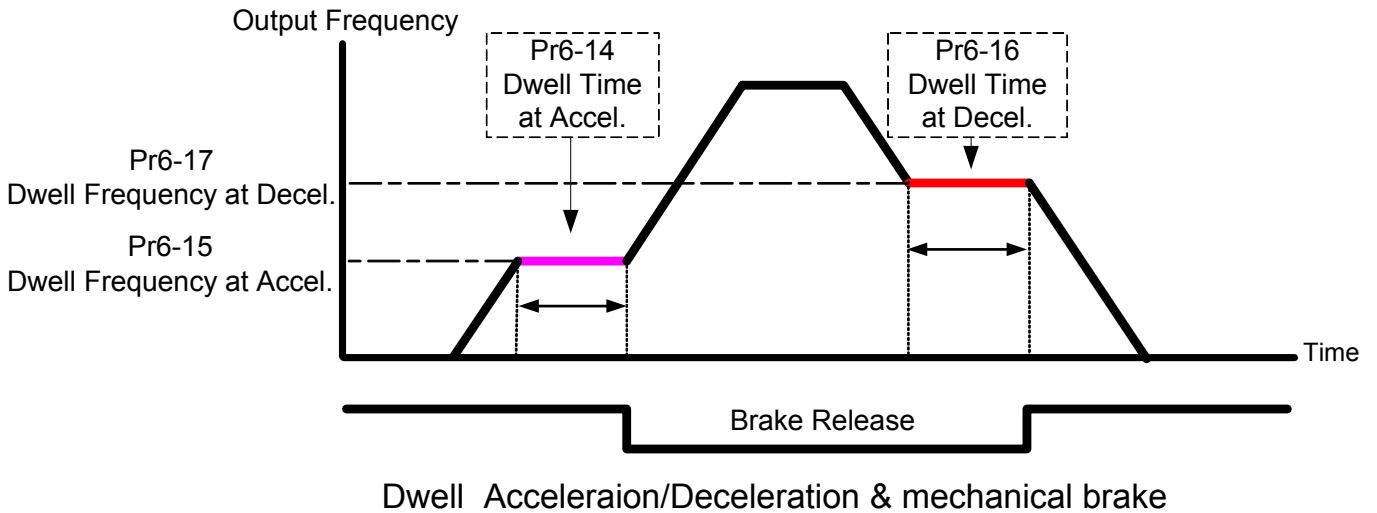 Output Frequency
Pr6-14
Dwell Time
at Accel.
Pr6-16
Dwell Time
at Decel.
Pr6-17
Dwell Frequency at Decel.
Pr6-15
Dwell Frequency at Accel.
Time
Brake Release
Dwell Acceleraion/Deceleration & mechanical brake